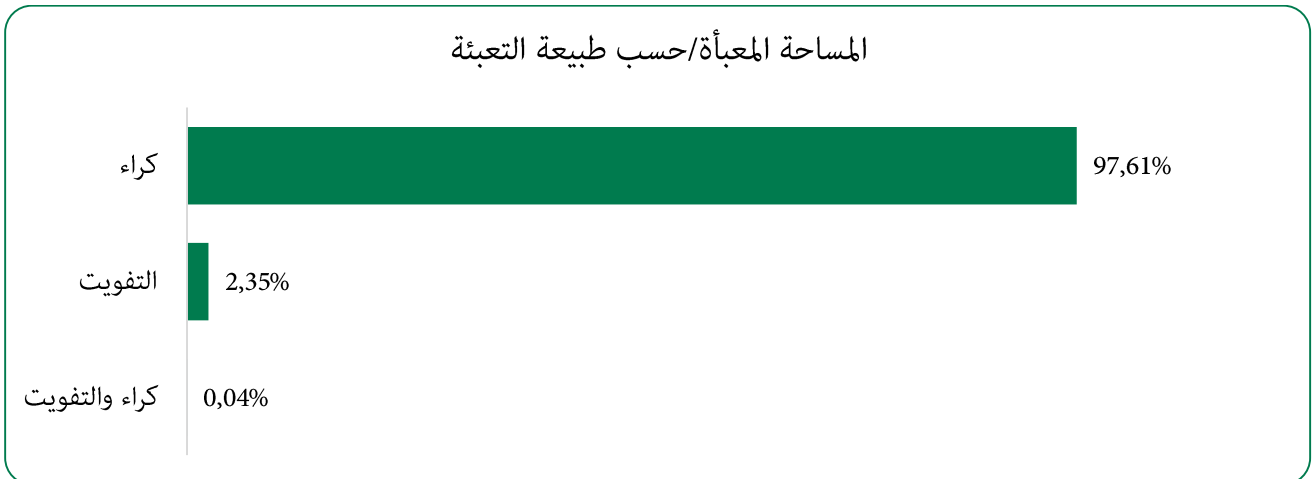 المساحة المعبأة/حسب طبيعة التعبئة
كراء 97,61%
التفويت 2,35%
كراء والتفويت 0,04%